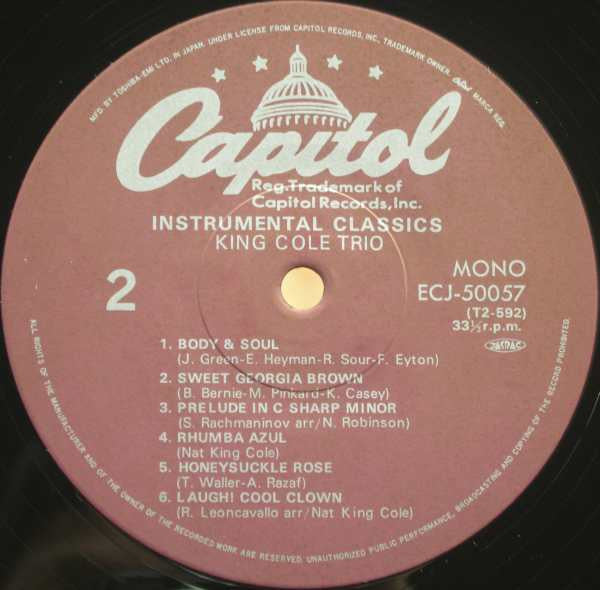 MFD. BY TOSHIBA-EMI LTD. IN JAPAN. UNDER LICENSE FROM CAPITOL RECORDS, INC., TRADEMARK OWNER. Capitol MARCA REG.
Capitol
Reg. Trademark of
Capitol Records, Inc.
INSTRUMENTAL CLASSICS
KING COLE TRIO
2
MONO
ECJ-50057
(T2-592)
33⅓ r.p.m.
JASRAC
1. BODY & SOUL
(J. Green-E. Heyman-R. Sour-F. Eyton)
2. SWEET GEORGIA BROWN
(B. Bernie-M. Pinkard-K. Casey)
3. PRELUDE IN C SHARP MINOR
(S. Rachmaninov arr/N. Robinson)
4. RHUMBA AZUL
(Nat King Cole)
5. HONEYSUCKLE ROSE
(T. Waller-A. Razaf)
6. LAUGH! COOL CLOWN
(R. Leoncavallo arr/Nat King Cole)
ALL RIGHTS OF THE MANUFACTURER AND OF THE OWNER OF THE RECORDED WORK ARE RESERVED. UNAUTHORIZED PUBLIC PERFORMANCE, BROADCASTING AND COPYING OF THE RECORD PROHIBITED.